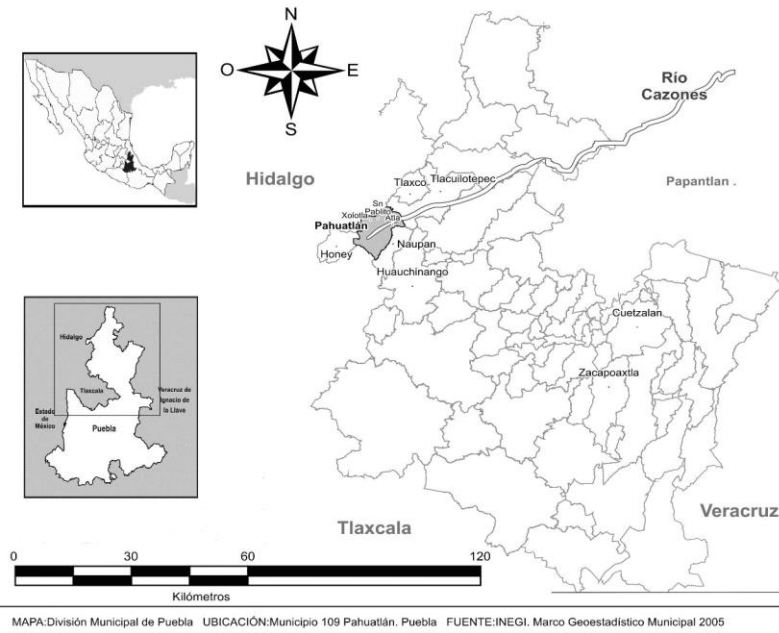 N
O
E
S
Río
Cazones
Hidalgo
Tlaxco
Tlacuilotepec
Papantlan .
Sn
Pablito
Xolotla
Atla
Pahuatlán
Honey
Naupan
Huauchinango
Cuetzalan
Zacapoaxtla
Hidalgo
Tlaxcala
Veracruz de
Ignacio de
la Llave
Estado
de
México
Puebla
Tlaxcala
Veracruz
0
30
60
120
Kilómetros
MAPA:División Municipal de Puebla UBICACIÓN:Municipio 109 Pahuatlán. Puebla FUENTE:INEGI. Marco Geoestadístico Municipal 2005